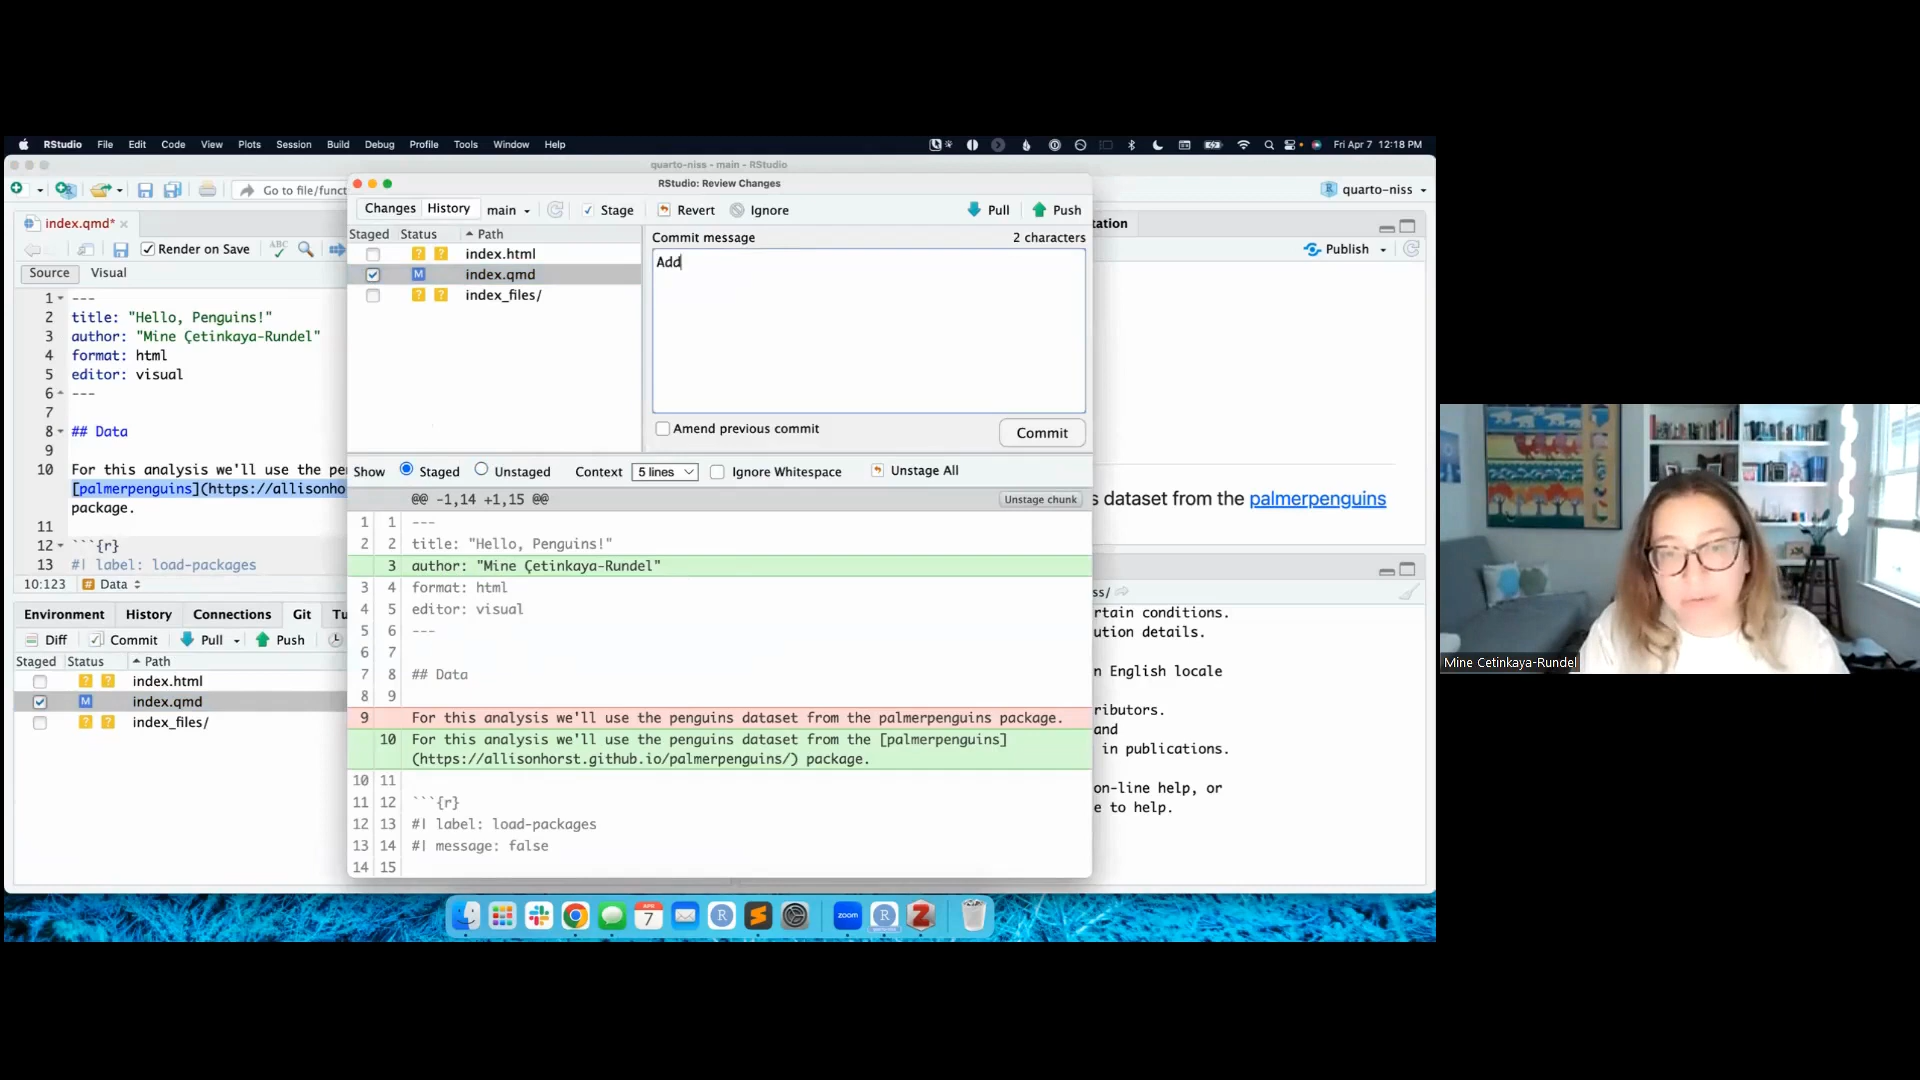 RStudio File Edit Code View Plots Session Build Debug Profile Tools Window Help Fri Apr 7 12:18 PM
quarto-niss - main - RStudio
Go to file/funct
quarto-niss
index.qmd*
Render on Save
Source Visual
1 ---
2 title: "Hello, Penguins!"
3 author: "Mine Çetinkaya-Rundel"
4 format: html
5 editor: visual
6 ---
7
8 ## Data
9
10 For this analysis we'll use the pe
[palmerpenguins](https://allisonho
package.
11
12 ```{r}
13 #| label: load-packages
10:123 # Data
Environment History Connections Git Tu
Diff Commit Pull Push
Staged Status Path
? ? index.html
M index.qmd
? ? index_files/
RStudio: Review Changes
Changes History main Stage Revert Ignore Pull Push
Staged Status Path
? ? index.html
M index.qmd
? ? index_files/
Commit message 2 characters
Add
Amend previous commit Commit
Show Staged Unstaged Context 5 lines Ignore Whitespace Unstage All
@@ -1,14 +1,15 @@ Unstage chunk
1 1 ---
2 2 title: "Hello, Penguins!"
3 author: "Mine Çetinkaya-Rundel"
3 4 format: html
4 5 editor: visual
5 6 ---
6 7
7 8 ## Data
8 9
9 For this analysis we'll use the penguins dataset from the palmerpenguins package.
10 For this analysis we'll use the penguins dataset from the [palmerpenguins]
(https://allisonhorst.github.io/palmerpenguins/) package.
10 11
11 12 ```{r}
12 13 #| label: load-packages
13 14 #| message: false
14 15
tation
Publish
s dataset from the palmerpenguins
ss/
rtain conditions.
ution details.
n English locale
ributors.
and
in publications.
on-line help, or
e to help.
APR
7
zoom
Mine Cetinkaya-Rundel